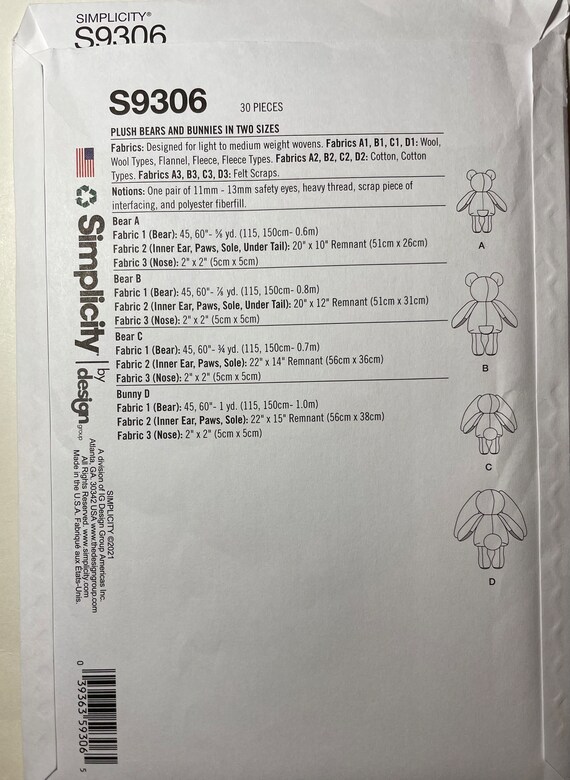 SIMPLICITY®
S9306
S9306 30 PIECES
PLUSH BEARS AND BUNNIES IN TWO SIZES
Fabrics: Designed for light to medium weight wovens. Fabrics A1, B1, C1, D1: Wool,
Wool Types, Flannel, Fleece, Fleece Types. Fabrics A2, B2, C2, D2: Cotton, Cotton
Types. Fabrics A3, B3, C3, D3: Felt Scraps.
Notions: One pair of 11mm - 13mm safety eyes, heavy thread, scrap piece of
interfacing, and polyester fiberfill.
Bear A
Fabric 1 (Bear): 45, 60"- ⅝ yd. (115, 150cm- 0.6m)
Fabric 2 (Inner Ear, Paws, Sole, Under Tail): 20" x 10" Remnant (51cm x 26cm)
Fabric 3 (Nose): 2" x 2" (5cm x 5cm)
Bear B
Fabric 1 (Bear): 45, 60"- ⅞ yd. (115, 150cm- 0.8m)
Fabric 2 (Inner Ear, Paws, Sole, Under Tail): 20" x 12" Remnant (51cm x 31cm)
Fabric 3 (Nose): 2" x 2" (5cm x 5cm)
Bear C
Fabric 1 (Bear): 45, 60"- ¾ yd. (115, 150cm- 0.7m)
Fabric 2 (Inner Ear, Paws, Sole): 22" x 14" Remnant (56cm x 36cm)
Fabric 3 (Nose): 2" x 2" (5cm x 5cm)
Bunny D
Fabric 1 (Bear): 45, 60"- 1 yd. (115, 150cm- 1.0m)
Fabric 2 (Inner Ear, Paws, Sole): 22" x 15" Remnant (56cm x 38cm)
Fabric 3 (Nose): 2" x 2" (5cm x 5cm)
A
B
C
D
Simplicity by design group
SIMPLICITY ©2021
A division of IG Design Group Americas Inc.
Atlanta, GA. 30342 USA www.thedesigngroup.com
All Rights Reserved. www.simplicity.com
Made in the U.S.A. Fabriqué aux États-Unis.
0 39363 59306 5